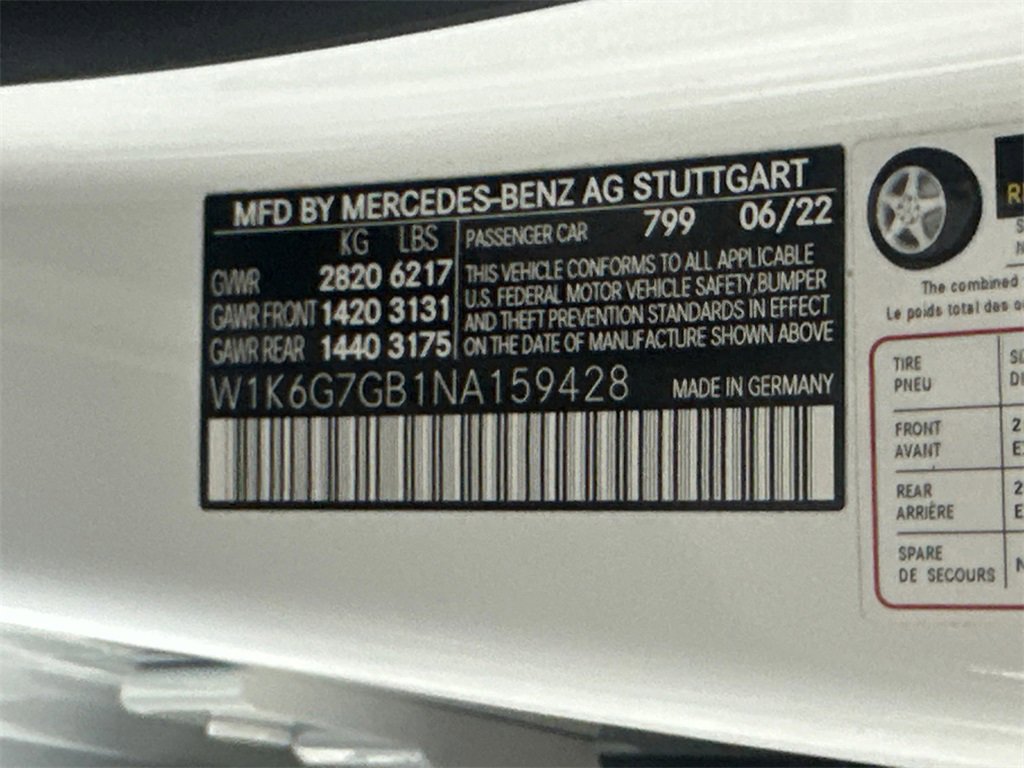 MFD BY MERCEDES-BENZ AG STUTTGART
KG LBS
GVWR 2820 6217
GAWR FRONT 1420 3131
GAWR REAR 1440 3175
PASSENGER CAR 799 06/22
THIS VEHICLE CONFORMS TO ALL APPLICABLE
U.S. FEDERAL MOTOR VEHICLE SAFETY,BUMPER
AND THEFT PREVENTION STANDARDS IN EFFECT
ON THE DATE OF MANUFACTURE SHOWN ABOVE
W1K6G7GB1NA159428 MADE IN GERMANY
The combined
Le poids total des
TIRE
PNEU
FRONT
AVANT
REAR
ARRIÈRE
SPARE
DE SECOURS